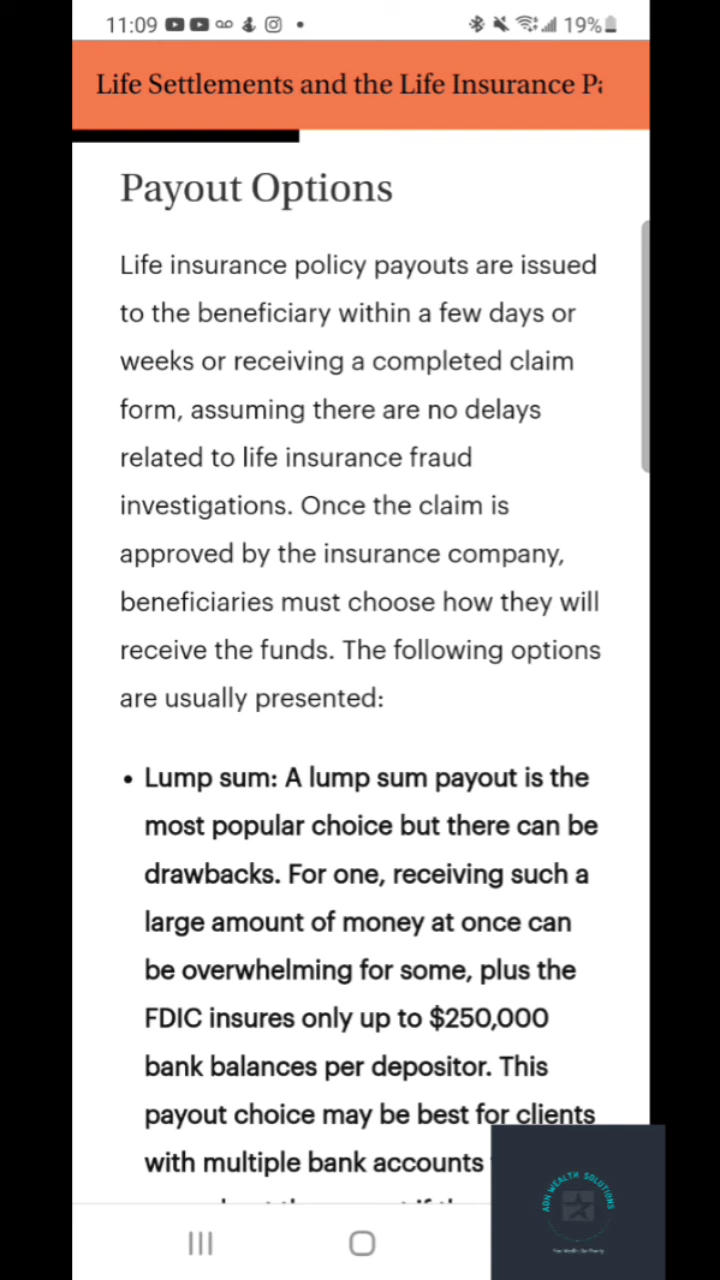 11:09
19%
Life Settlements and the Life Insurance Pa
Payout Options
Life insurance policy payouts are issued
to the beneficiary within a few days or
weeks or receiving a completed claim
form, assuming there are no delays
related to life insurance fraud
investigations. Once the claim is
approved by the insurance company,
beneficiaries must choose how they will
receive the funds. The following options
are usually presented:
• Lump sum: A lump sum payout is the
most popular choice but there can be
drawbacks. For one, receiving such a
large amount of money at once can
be overwhelming for some, plus the
FDIC insures only up to $250,000
bank balances per depositor. This
payout choice may be best for clients
with multiple bank accounts
ADN WEALTH SOLUTIONS